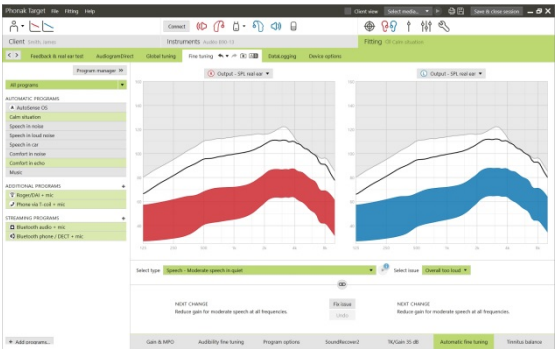 Phonak Target File Fitting Help
Client view Select media...
Save & close session
Connect
Client Smith, James
Instruments Audéo B90-13
Fitting Calm situation
Feedback & real ear test AudiogramDirect Global tuning Fine tuning DataLogging Device options
Program manager
All programs
AUTOMATIC PROGRAMS
AutoSense OS
Calm situation
Speech in noise
Speech in loud noise
Speech in car
Comfort in noise
Comfort in echo
Music
ADDITIONAL PROGRAMS
Roger/DAI + mic
Phone via T-coil + mic
STREAMING PROGRAMS
Bluetooth audio + mic
Bluetooth phone / DECT + mic
Add programs...
R Output - SPL real ear
L Output - SPL real ear
Select type Speech - Moderate speech in quiet
Select issue Overall too loud
NEXT CHANGE
Reduce gain for moderate speech at all frequencies.
Fix issue
Undo
NEXT CHANGE
Reduce gain for moderate speech at all frequencies.
Gain & MPO Audibility fine tuning Program options SoundRecover2 TK/Gain 35 dB Automatic fine tuning Tinnitus balance